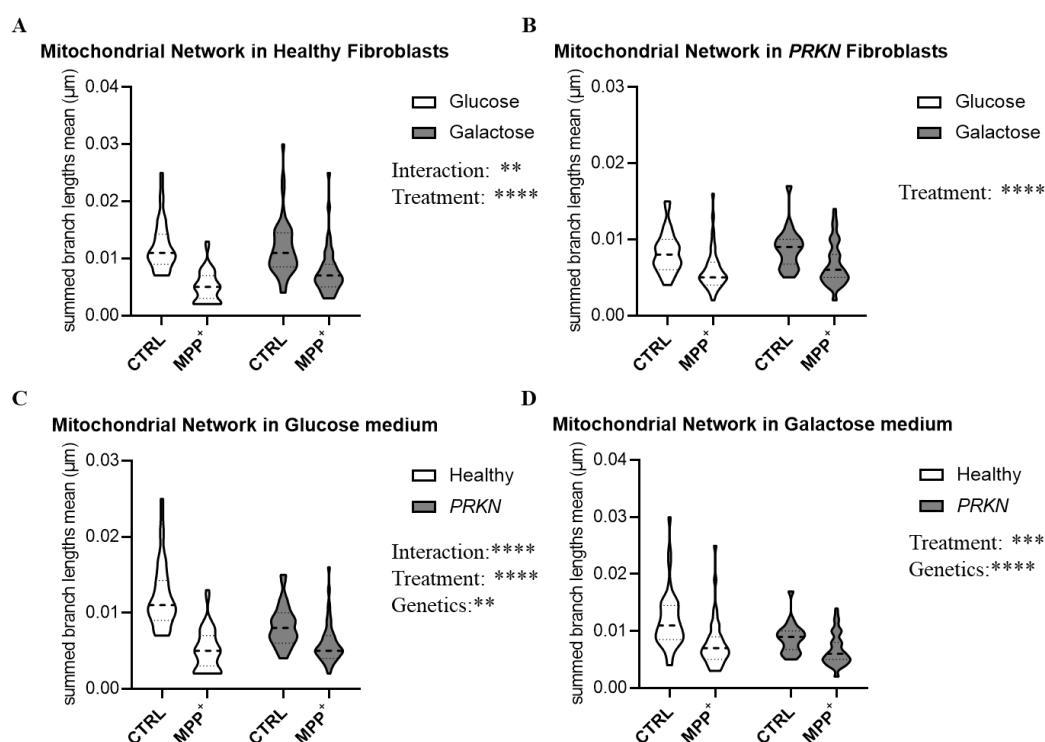 A
Mitochondrial Network in Healthy Fibroblasts
summed branch lengths mean (μm)
0.04
0.03
0.02
0.01
0.00
CTRL
MPP+
CTRL
MPP+
Glucose
Galactose
Interaction: **
Treatment: ****
B
Mitochondrial Network in PRKN Fibroblasts
summed branch lengths mean (μm)
0.03
0.02
0.01
0.00
CTRL
MPP+
CTRL
MPP+
Glucose
Galactose
Treatment: ****
C
Mitochondrial Network in Glucose medium
summed branch lengths mean (μm)
0.03
0.02
0.01
0.00
CTRL
MPP+
CTRL
MPP+
Healthy
PRKN
Interaction:****
Treatment: ****
Genetics:**
D
Mitochondrial Network in Galactose medium
summed branch lengths mean (μm)
0.04
0.03
0.02
0.01
0.00
CTRL
MPP+
CTRL
MPP+
Healthy
PRKN
Treatment: ***
Genetics:****